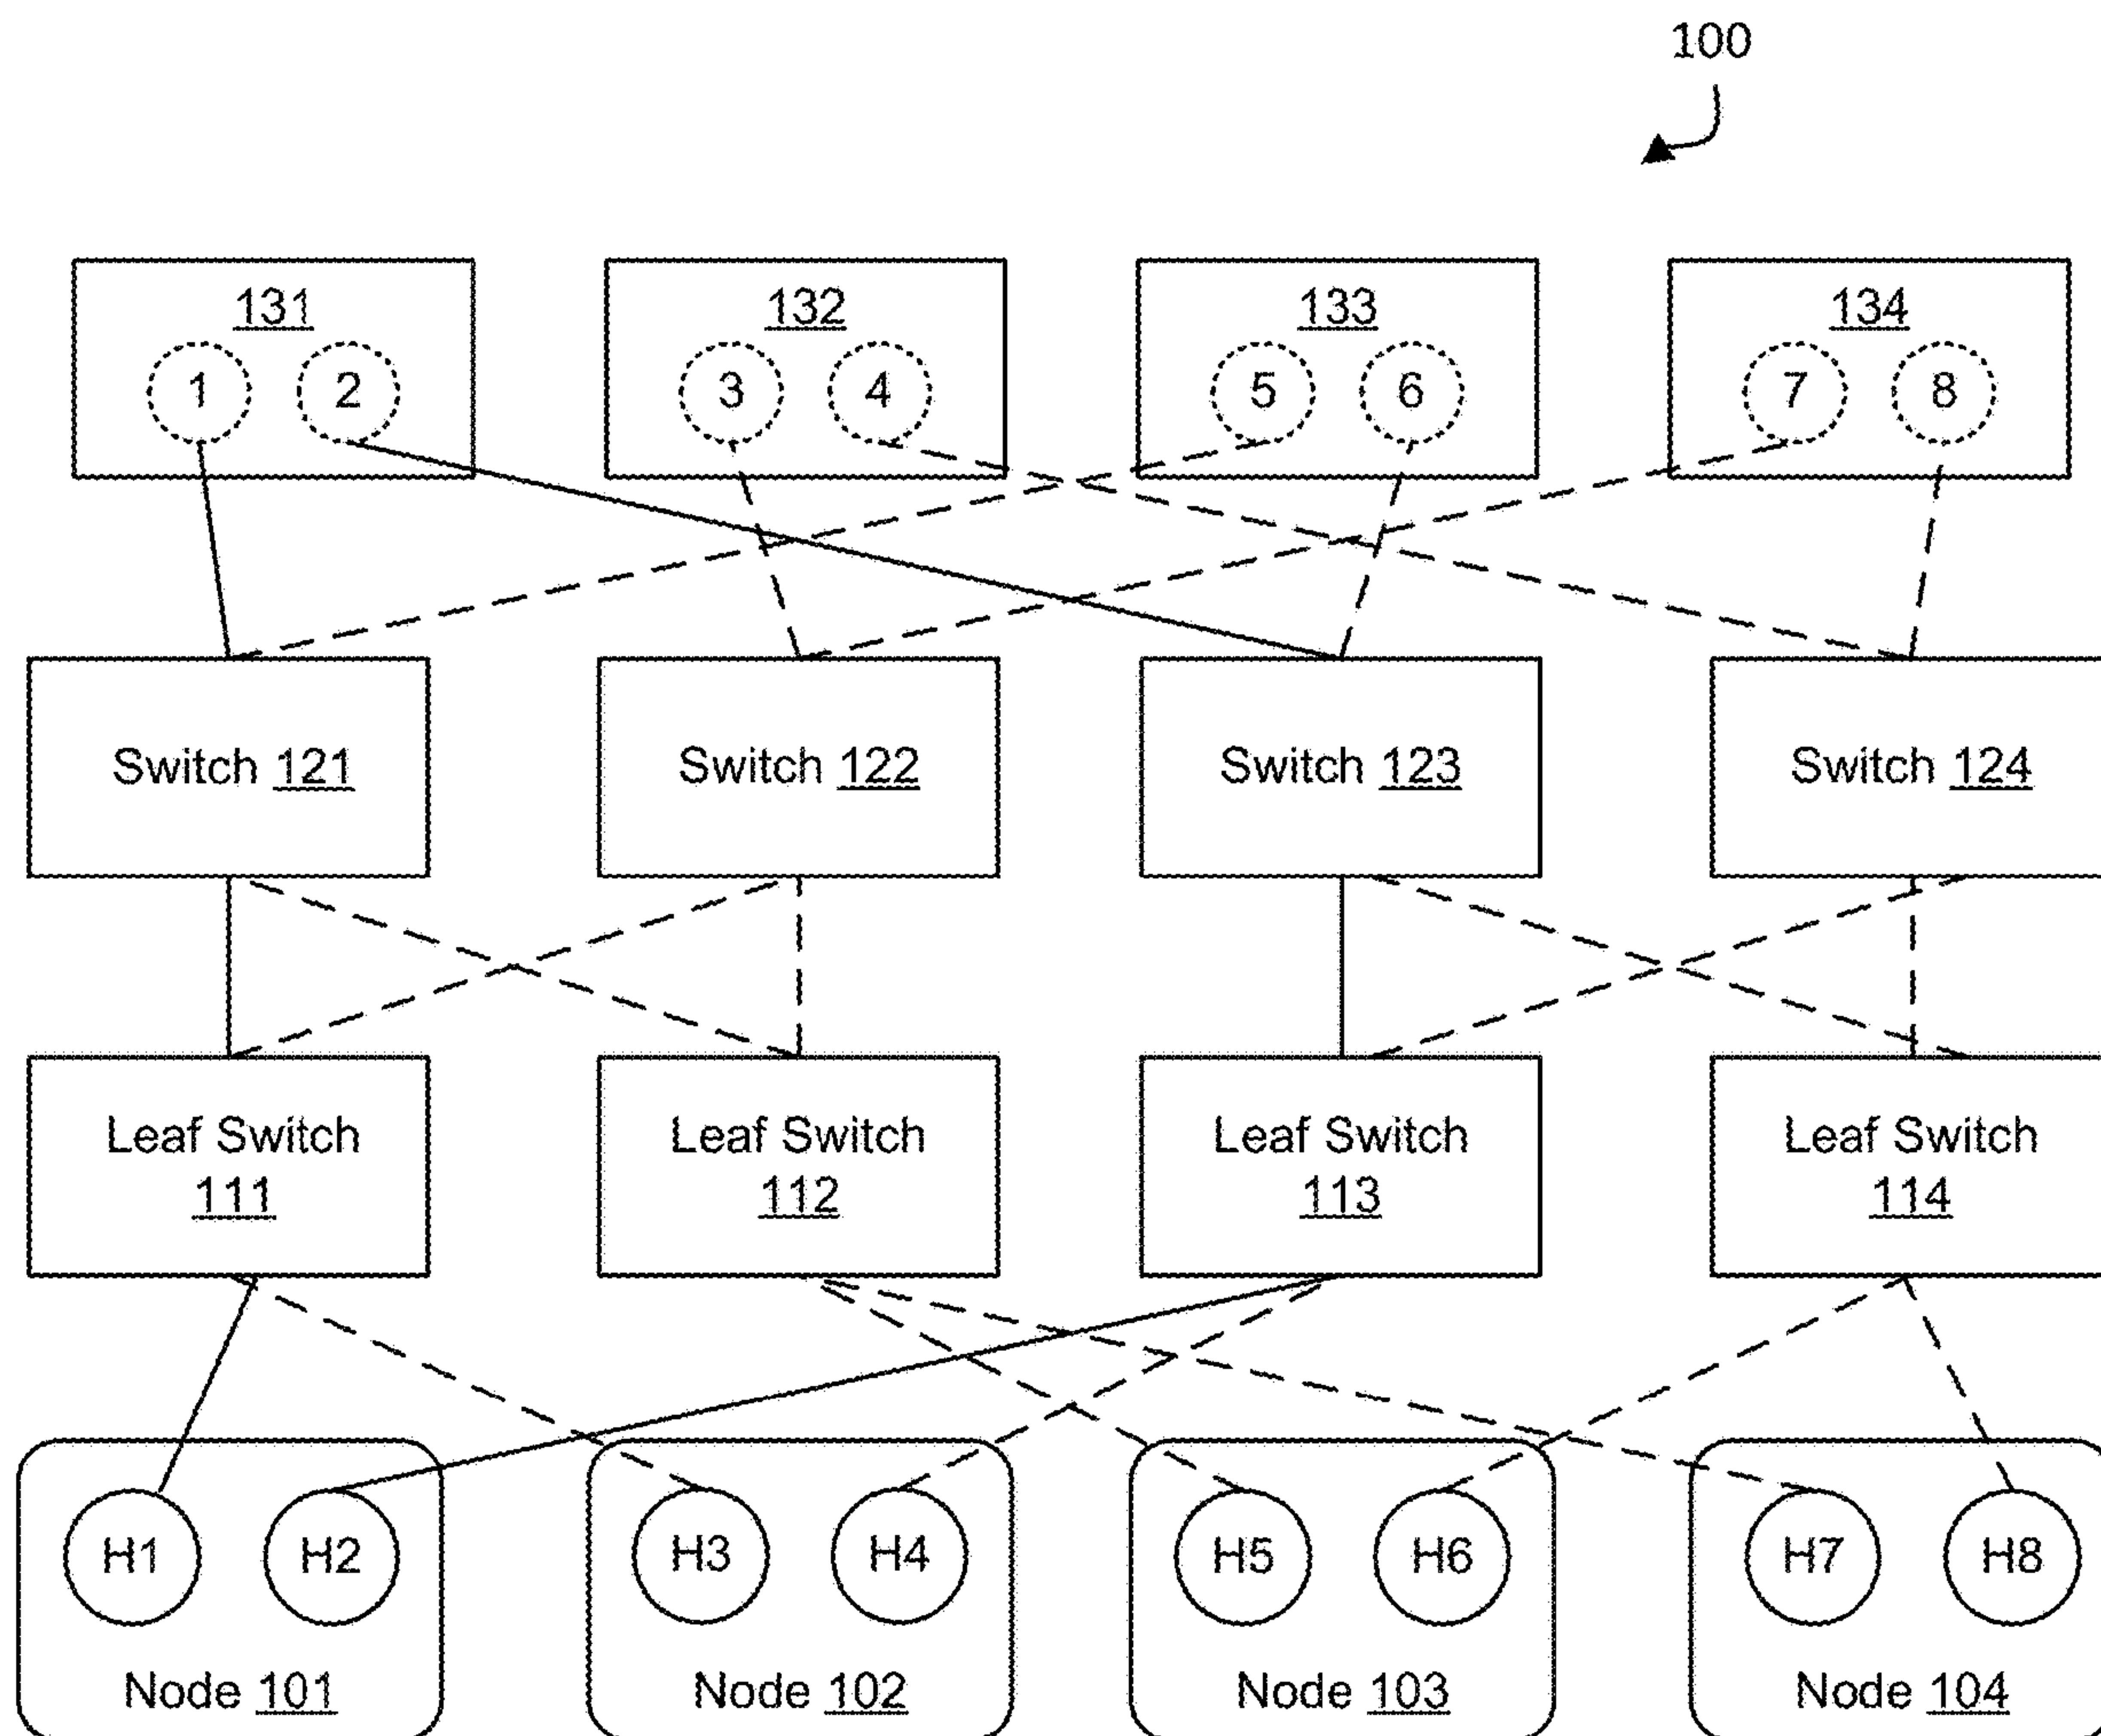 100
131 132 133 134
1 2 3 4 5 6 7 8
Switch 121 Switch 122 Switch 123 Switch 124
Leaf Switch Leaf Switch Leaf Switch Leaf Switch
111 112 113 114
H1 H2 H3 H4 H5 H6 H7 H8
Node 101 Node 102 Node 103 Node 104